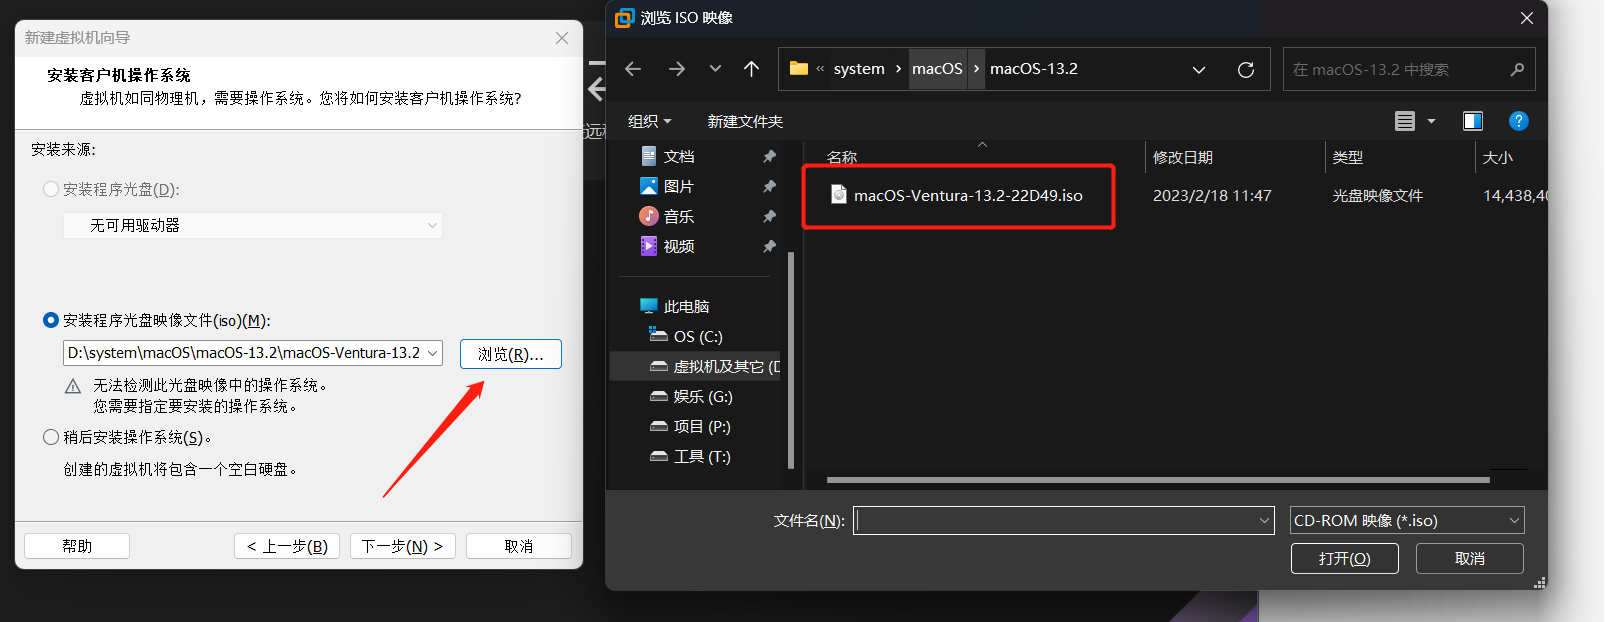 新建虚拟机向导
安装客户机操作系统
虚拟机如同物理机，需要操作系统。您将如何安装客户机操作系统?
安装来源:
安装程序光盘(D):
无可用驱动器
安装程序光盘映像文件(iso)(M):
D:\system\macOS\macOS-13.2\macOS-Ventura-13.2
浏览(R)...
无法检测此光盘映像中的操作系统。
您需要指定要安装的操作系统。
稍后安装操作系统(S)。
创建的虚拟机将包含一个空白硬盘。
帮助
< 上一步(B)
下一步(N) >
取消
浏览 ISO 映像
« system › macOS › macOS-13.2
在 macOS-13.2 中搜索
组织
新建文件夹
文档
图片
音乐
视频
此电脑
OS (C:)
虚拟机及其它 (D
娱乐 (G:)
项目 (P:)
工具 (T:)
名称
修改日期
类型
大小
macOS-Ventura-13.2-22D49.iso
2023/2/18 11:47
光盘映像文件
14,438,40
文件名(N):
CD-ROM 映像 (*.iso)
打开(O)
取消